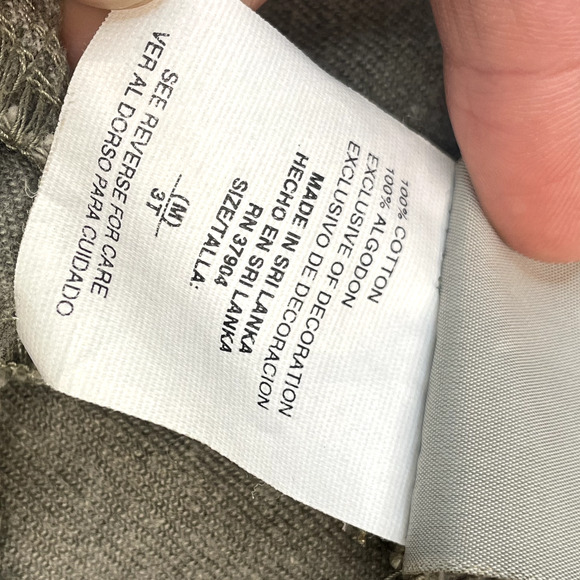 100% COTTON
100% ALGODON
EXCLUSIVE OF DECORATION
EXCLUSIVO DE DECORACION
MADE IN SRI LANKA
HECHO EN SRI LANKA
RN 37904
SIZE/TALLA:
(M)
3T
SEE REVERSE FOR CARE
VER AL DORSO PARA CUIDADO